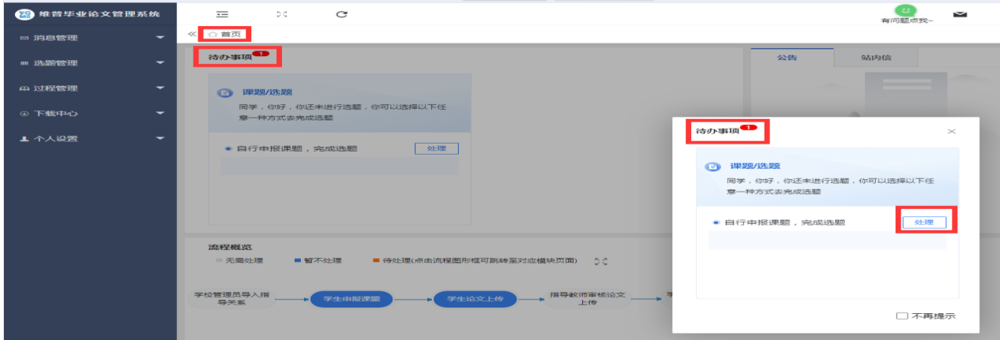 维普毕业论文管理系统
有问题点我~
消息管理
选题管理
过程管理
下载中心
个人设置
首页
待办事项 1
课题/选题
同学，你好，你还未进行选题，你可以选择以下任
意一种方式去完成选题
自行申报课题，完成选题
处理
公告
站内信
待办事项 1
课题/选题
同学，你好，你还未进行选题，你可以选择以下任
意一种方式去完成选题
自行申报课题，完成选题
处理
不再提示
流程概览
无需处理
暂不处理
待处理(点击流程图形框可跳转至对应模块页面)
学校管理员导入指
导关系
学生申报课题
学生论文上传
指导教师审核论文
上传